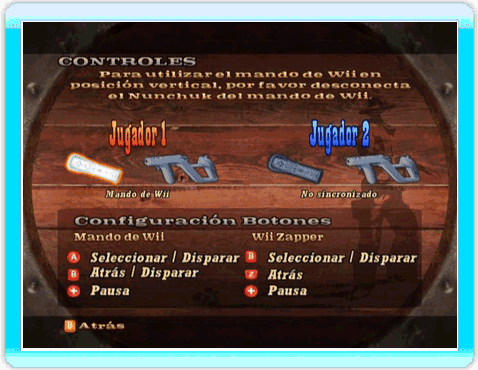 CONTROLES
Para utilizar el mando de Wii en
posición vertical, por favor desconecta
el Nunchuk del mando de Wii.
Jugador 1
Jugador 2
Mando de Wii
No sincronizado
Configuración Botones
Mando de Wii
Wii Zapper
A Seleccionar / Disparar
B Seleccionar / Disparar
B Atrás / Disparar
Z Atrás
+ Pausa
+ Pausa
B Atrás